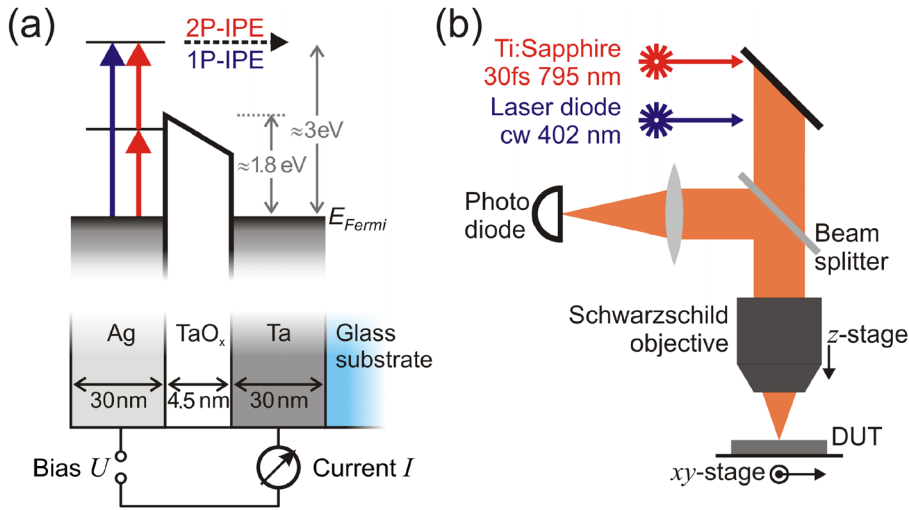 (a)
2P-IPE
1P-IPE
≈3eV
≈1.8 eV
E_Fermi
Ag
TaOₓ
Ta
Glass
substrate
30nm
4.5 nm
30nm
Bias U
Current I
(b)
Ti:Sapphire
30fs 795 nm
Laser diode
cw 402 nm
Photo
diode
Beam
splitter
Schwarzschild
objective
z-stage
DUT
xy-stage